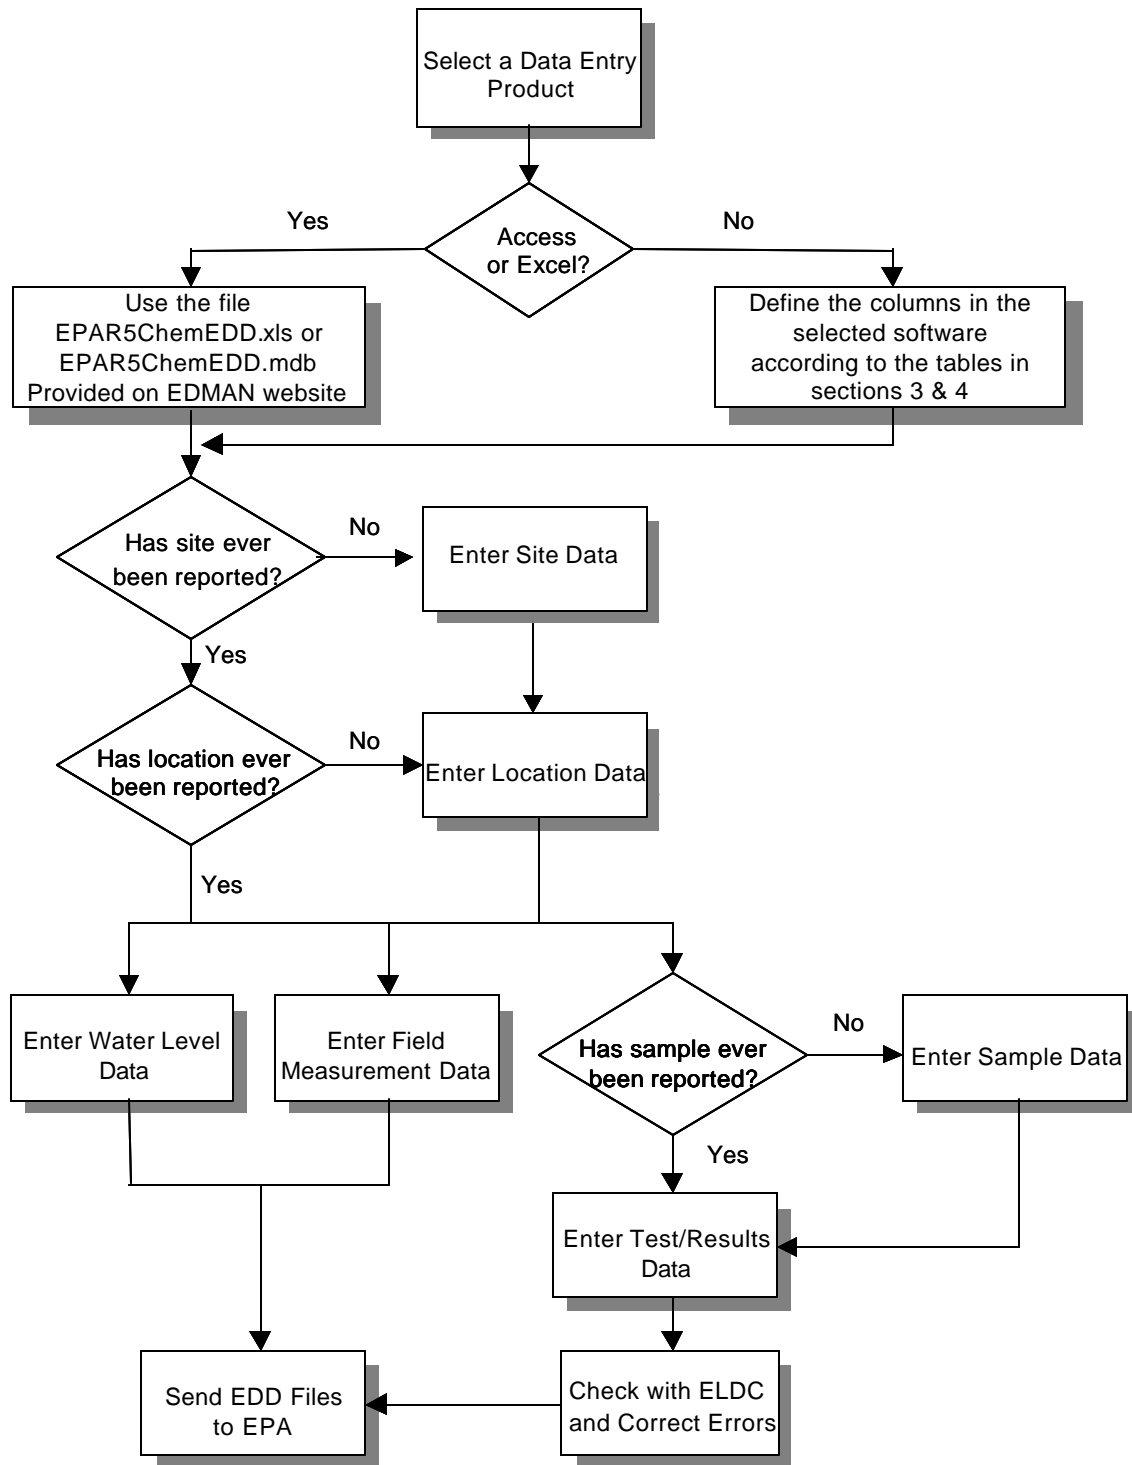 Select a Data Entry
Product
Yes
No
Access
or Excel?
Use the file
EPAR5ChemEDD.xls or
EPAR5ChemEDD.mdb
Provided on EDMAN website
Define the columns in the
selected software
according to the tables in
sections 3 & 4
Has site ever
been reported?
No
Enter Site Data
Yes
Has location ever
been reported?
No
Enter Location Data
Yes
Enter Water Level
Data
Enter Field
Measurement Data
Has sample ever
been reported?
No
Enter Sample Data
Yes
Enter Test/Results
Data
Send EDD Files
to EPA
Check with ELDC
and Correct Errors